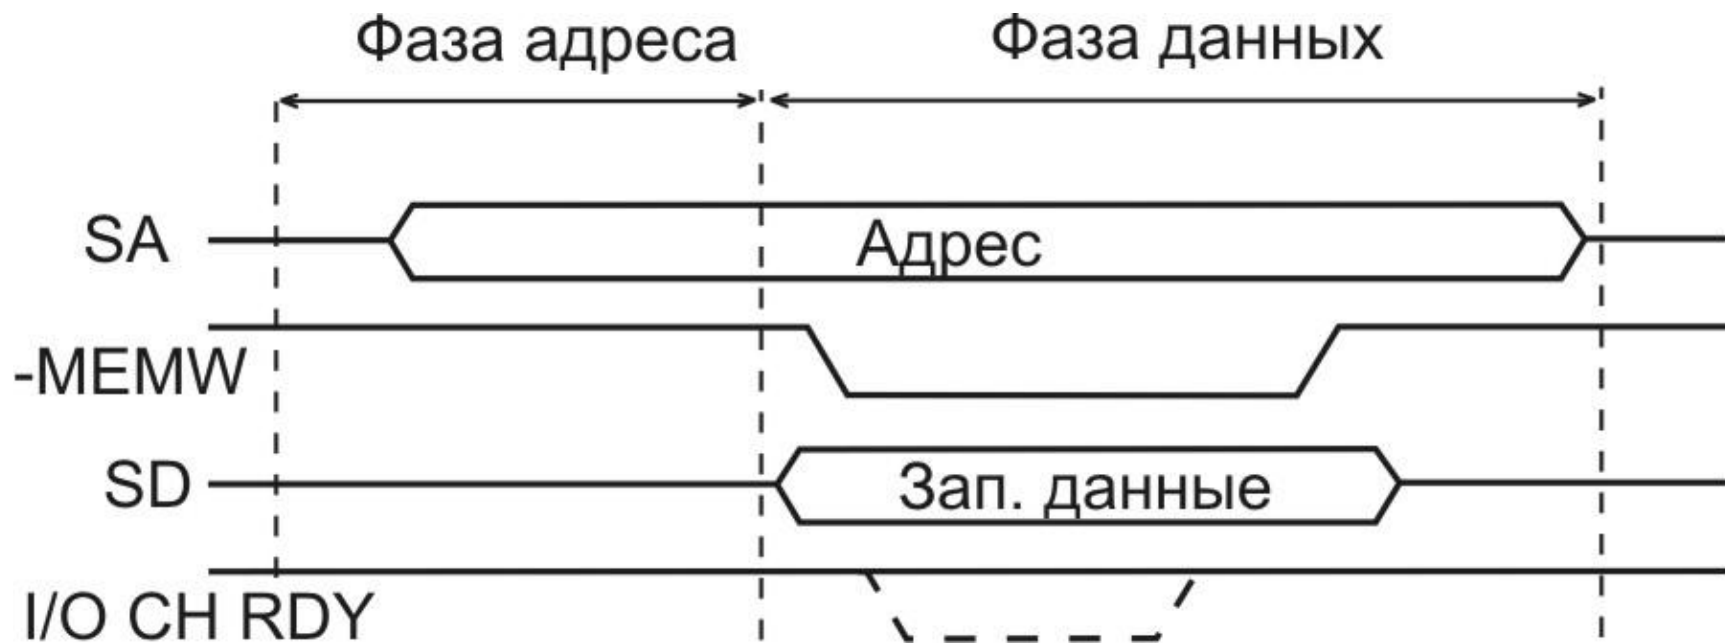 Фаза адреса Фаза данных
SA Адрес
-MEMW
SD Зап. данные
I/O CH RDY